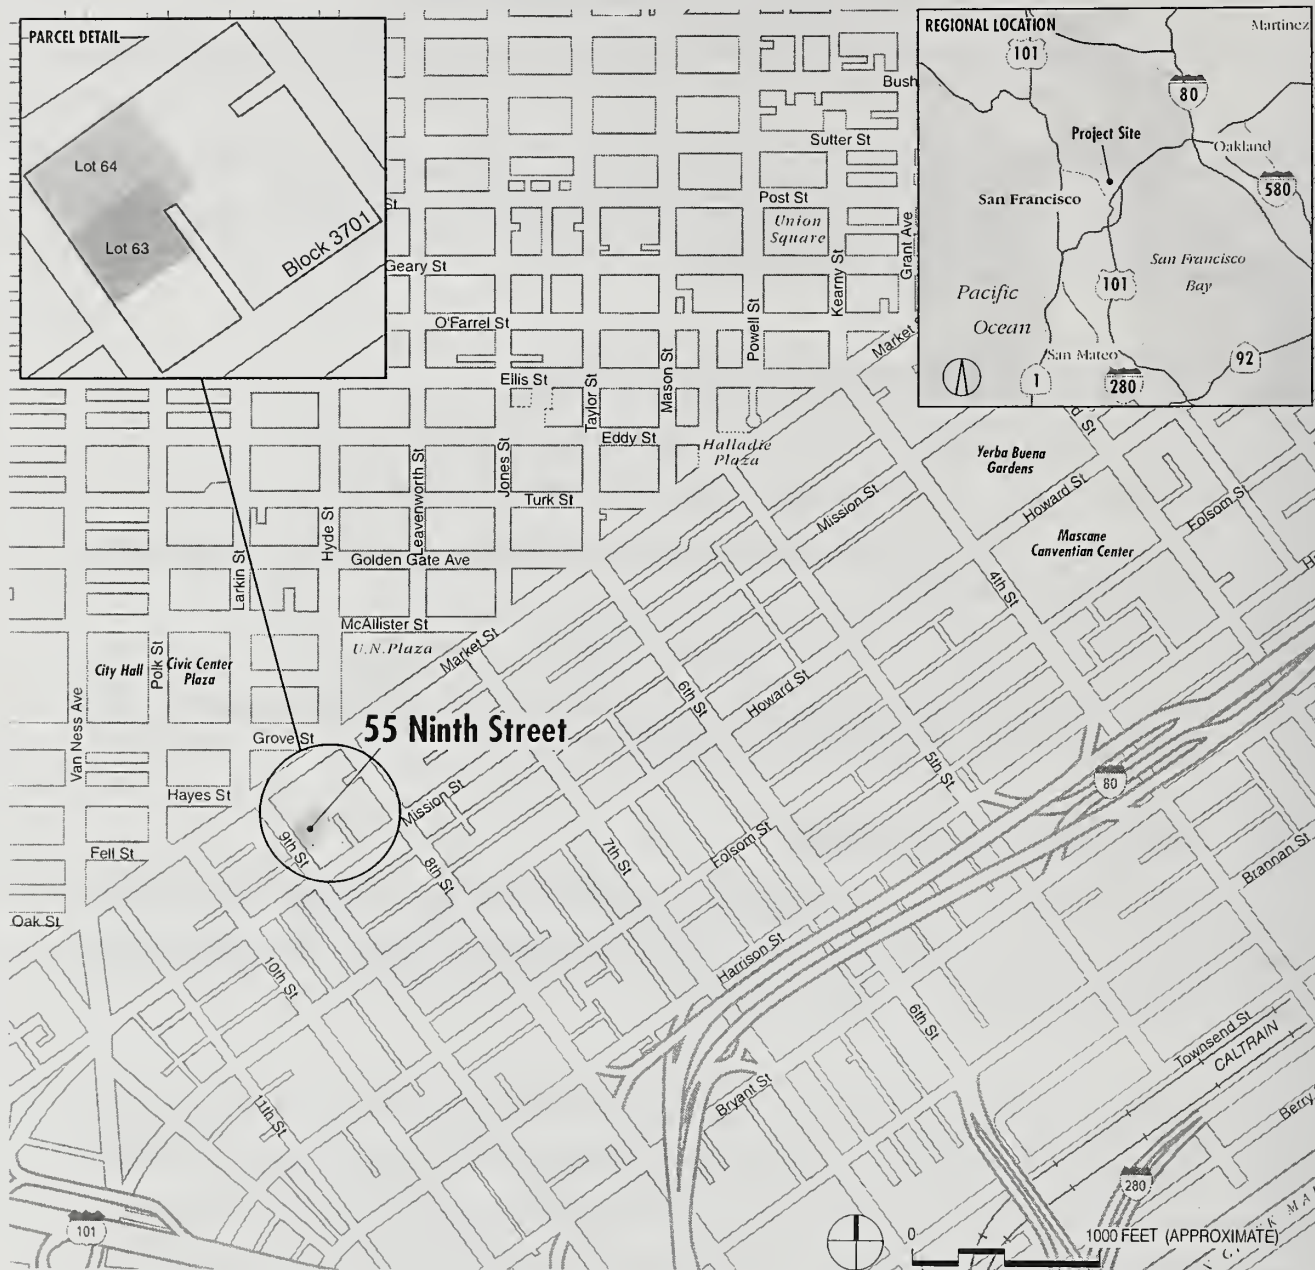 PARCEL DETAIL
Lot 64
Lot 63
Block 3701
REGIONAL LOCATION
Martinez
101
80
Project Site
Oakland
580
San Francisco
San Francisco
Bay
101
Pacific
Ocean
San Mateo
92
1
280
Bush
Sutter St
Post St
St
Union
Square
Grant Ave
Kearny St
Geary St
O'Farrel St
Powell St
Market
Mason St
Ellis St
Taylor St
Eddy St
Halladie
Plaza
Yerba Buena
Gardens
Jones St
Leavenworth St
Turk St
Mission St
Howard St
Folsom St
Mascane
Canventian Center
Hyde St
Golden Gate Ave
Larkin St
4th St
McAllister St
U.N.Plaza
Market St
City Hall
Polk St
Civic Center
Plaza
Van Ness Ave
6th St
Howard St
55 Ninth Street
Grove St
5th St
80
Hayes St
Mission St
9th St
Fell St
8th St
7th St
Folsom St
Brannan St
Oak St
Harrison St
10th St
6th St
Townsend St
CALTRAIN
Bryant St
11th St
Berry
280
101
0
1000 FEET (APPROXIMATE)